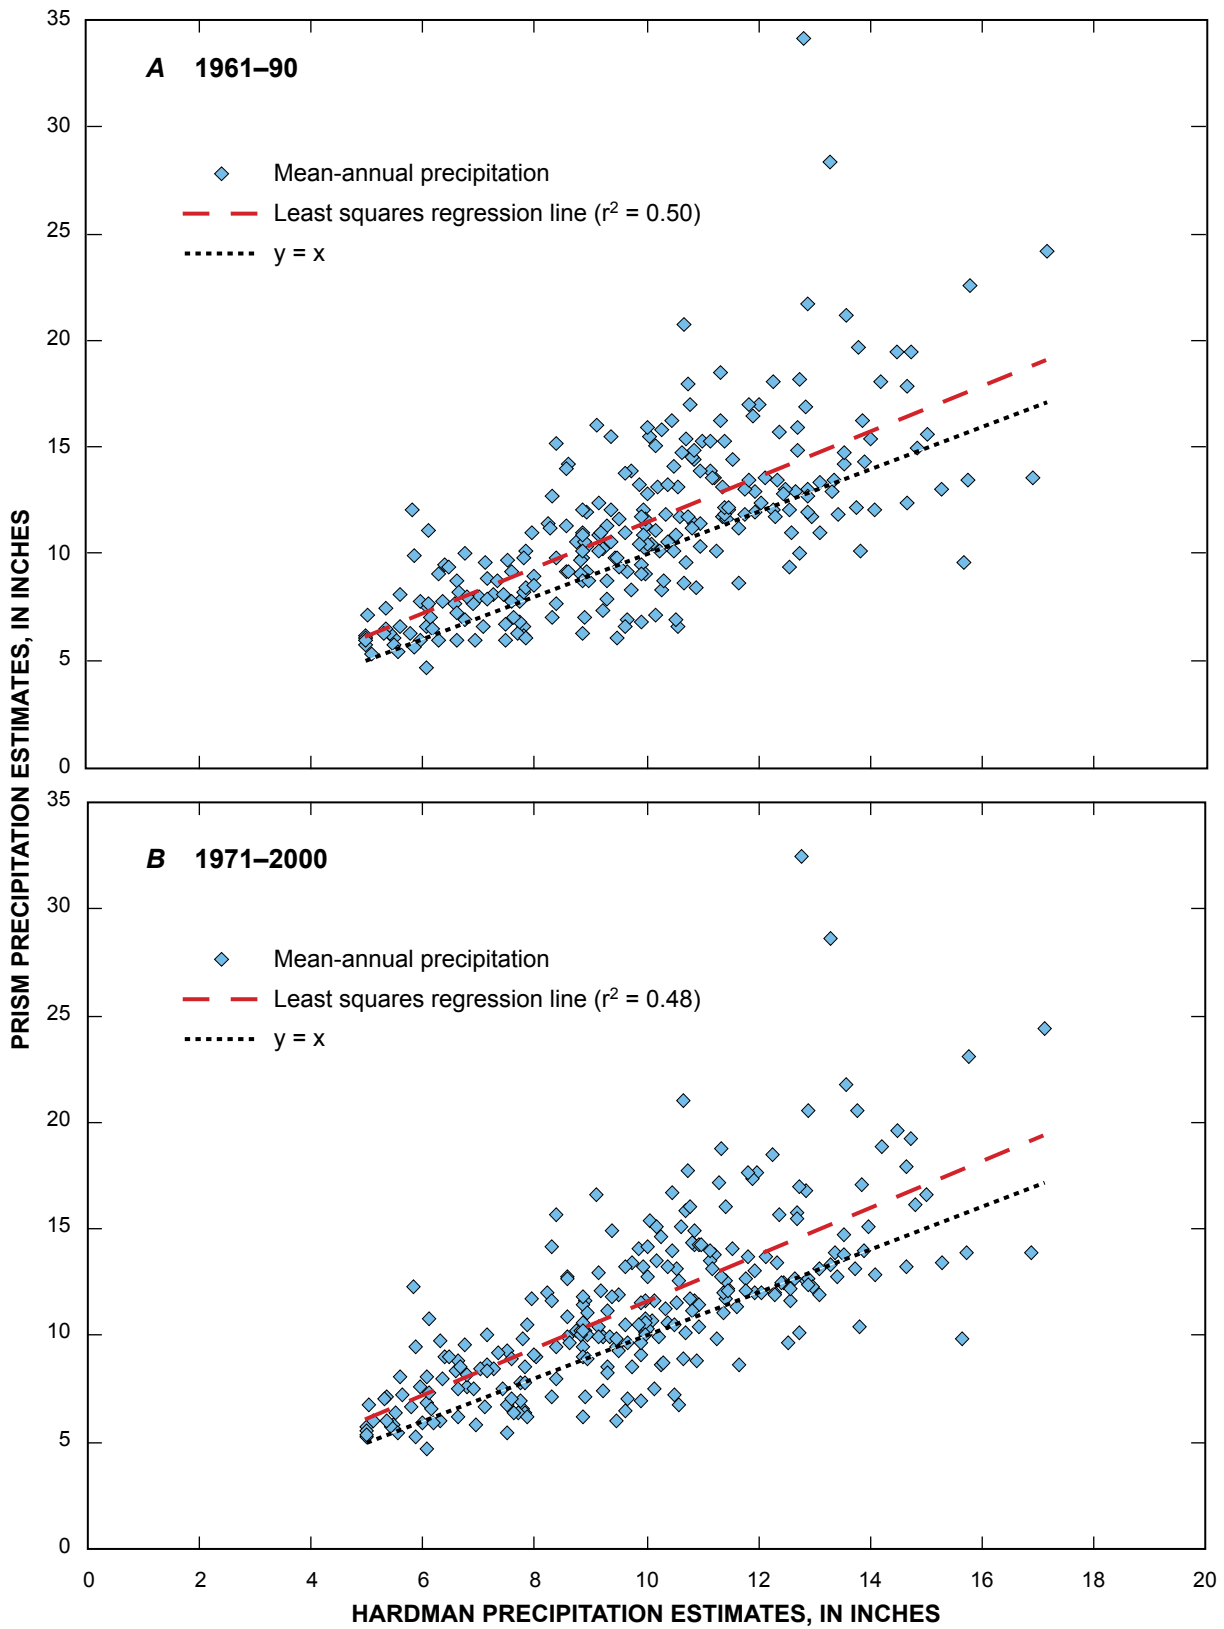 PRISM PRECIPITATION ESTIMATES, IN INCHES
35
30
25
20
15
10
5
0
A 1961–90
Mean-annual precipitation
Least squares regression line (r² = 0.50)
y = x
35
30
25
20
15
10
5
0
B 1971–2000
Mean-annual precipitation
Least squares regression line (r² = 0.48)
y = x
0 2 4 6 8 10 12 14 16 18 20
HARDMAN PRECIPITATION ESTIMATES, IN INCHES